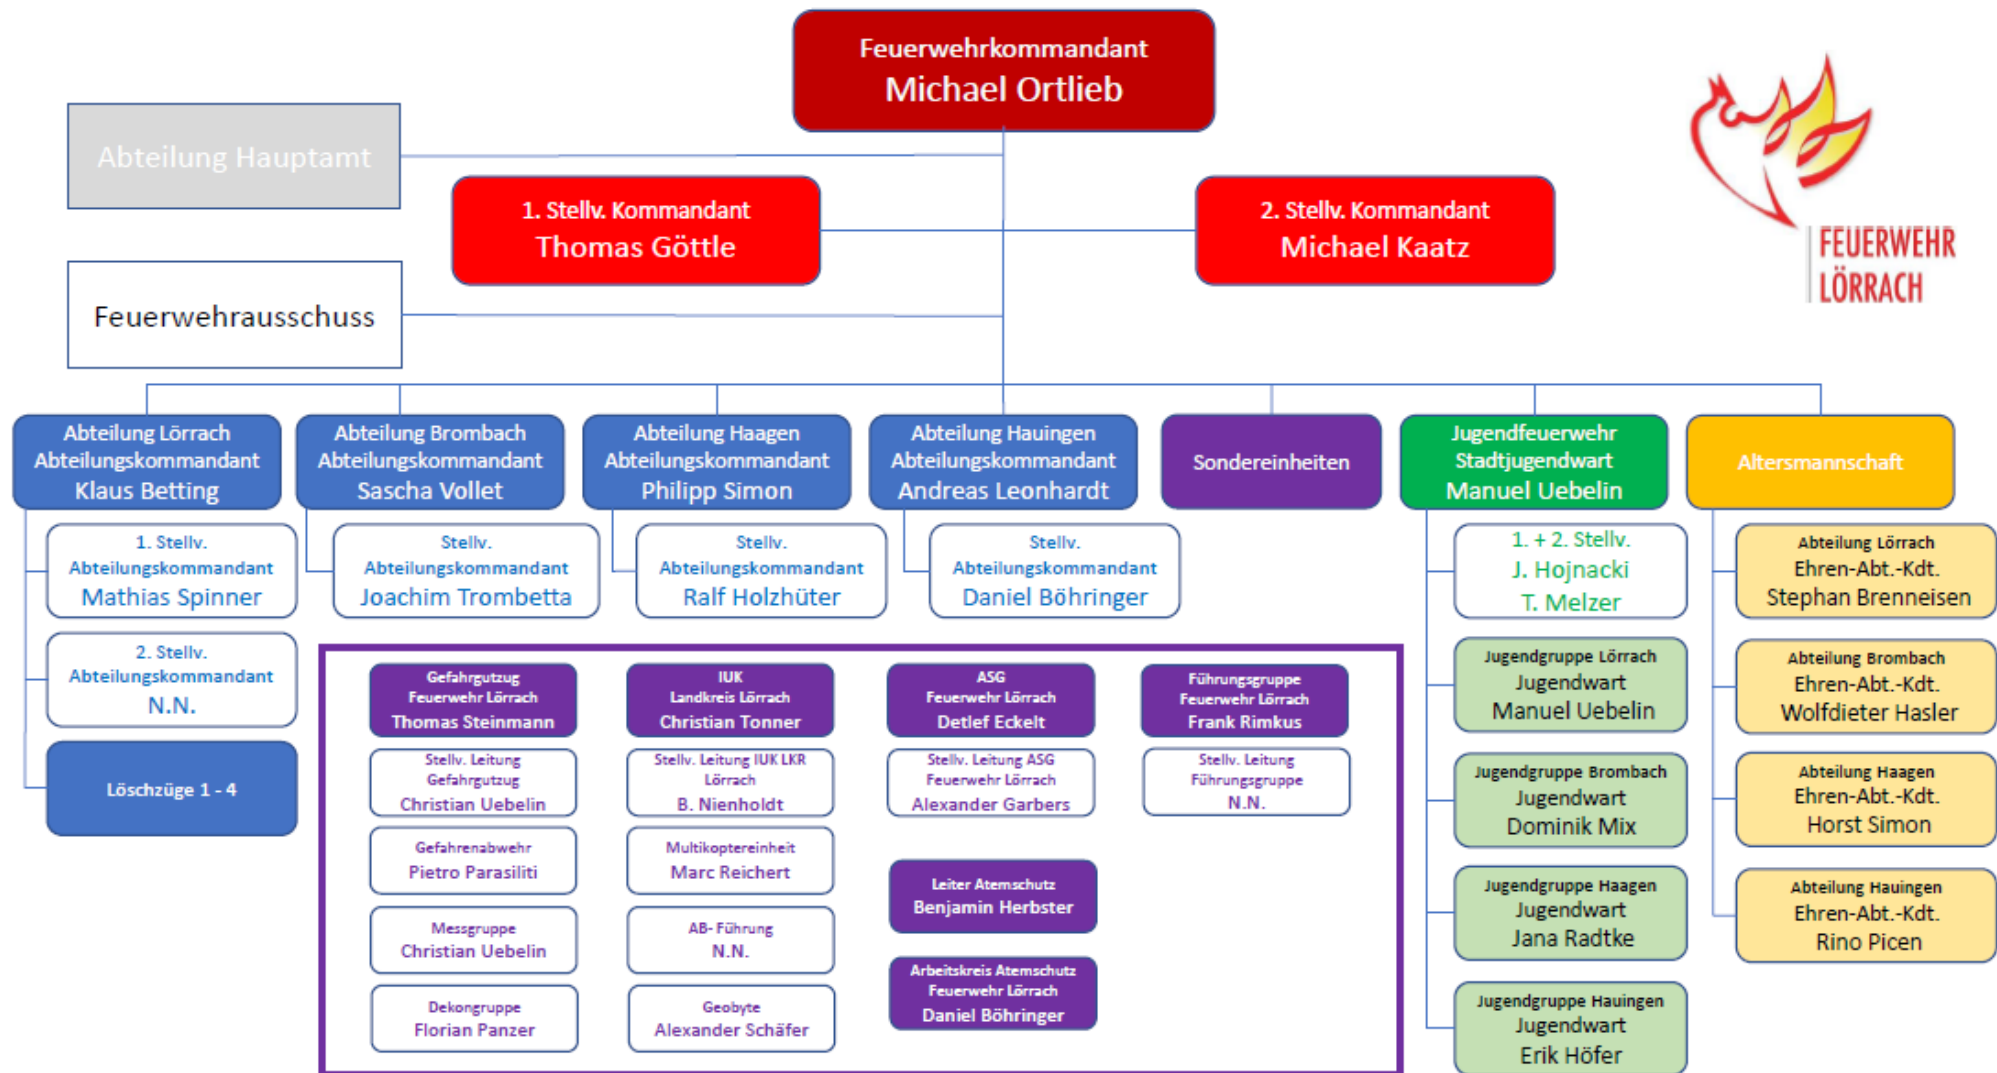 Feuerwehrkommandant
Michael Ortlieb
Abteilung Hauptamt
1. Stellv. Kommandant
Thomas Göttle
2. Stellv. Kommandant
Michael Kaatz
FEUERWEHR
LÖRRACH
Feuerwehrausschuss
Abteilung Lörrach
Abteilungskommandant
Klaus Betting
Abteilung Brombach
Abteilungskommandant
Sascha Vollet
Abteilung Haagen
Abteilungskommandant
Philipp Simon
Abteilung Hauingen
Abteilungskommandant
Andreas Leonhardt
Sondereinheiten
Jugendfeuerwehr
Stadtjugendwart
Manuel Uebelin
Altersmannschaft
1. Stellv.
Abteilungskommandant
Mathias Spinner
2. Stellv.
Abteilungskommandant
N.N.
Löschzüge 1 - 4
Stellv.
Abteilungskommandant
Joachim Trombetta
Stellv.
Abteilungskommandant
Ralf Holzhüter
Stellv.
Abteilungskommandant
Daniel Böhringer
Gefahrgutzug
Feuerwehr Lörrach
Thomas Steinmann
Stellv. Leitung
Gefahrgutzug
Christian Uebelin
Gefahrenabwehr
Pietro Parasiliti
Messgruppe
Christian Uebelin
Dekongruppe
Florian Panzer
IUK
Landkreis Lörrach
Christian Tonner
Stellv. Leitung IUK LKR
Lörrach
B. Nienholdt
Multikoptereinheit
Marc Reichert
AB- Führung
N.N.
Geobyte
Alexander Schäfer
ASG
Feuerwehr Lörrach
Detlef Eckelt
Stellv. Leitung ASG
Feuerwehr Lörrach
Alexander Garbers
Leiter Atemschutz
Benjamin Herbster
Arbeitskreis Atemschutz
Feuerwehr Lörrach
Daniel Böhringer
Führungsgruppe
Feuerwehr Lörrach
Frank Rimkus
Stellv. Leitung
Führungsgruppe
N.N.
1. + 2. Stellv.
J. Hojnacki
T. Melzer
Jugendgruppe Lörrach
Jugendwart
Manuel Uebelin
Jugendgruppe Brombach
Jugendwart
Dominik Mix
Jugendgruppe Haagen
Jugendwart
Jana Radtke
Jugendgruppe Hauingen
Jugendwart
Erik Höfer
Abteilung Lörrach
Ehren-Abt.-Kdt.
Stephan Brenneisen
Abteilung Brombach
Ehren-Abt.-Kdt.
Wolfdieter Hasler
Abteilung Haagen
Ehren-Abt.-Kdt.
Horst Simon
Abteilung Hauingen
Ehren-Abt.-Kdt.
Rino Picen